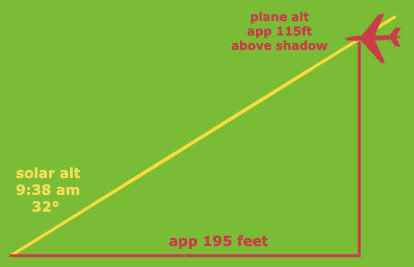 plane alt
app 115ft
above shadow
solar alt
9:38 am
32°
app 195 feet